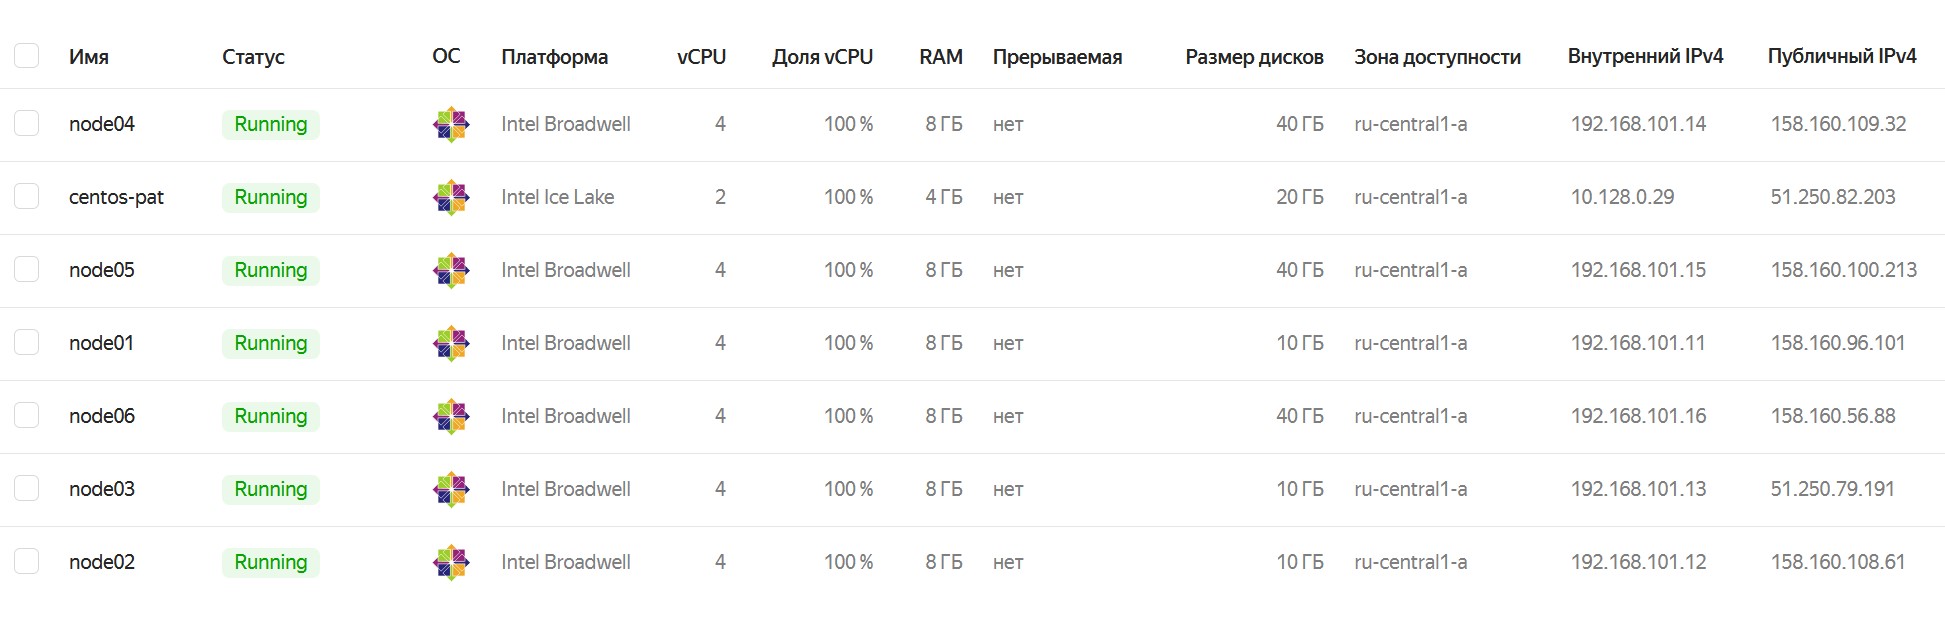 Имя Статус ОС Платформа vCPU Доля vCPU RAM Прерываемая Размер дисков Зона доступности Внутренний IPv4 Публичный IPv4
node04 Running Intel Broadwell 4 100 % 8 ГБ нет 40 ГБ ru-central1-a 192.168.101.14 158.160.109.32
centos-pat Running Intel Ice Lake 2 100 % 4 ГБ нет 20 ГБ ru-central1-a 10.128.0.29 51.250.82.203
node05 Running Intel Broadwell 4 100 % 8 ГБ нет 40 ГБ ru-central1-a 192.168.101.15 158.160.100.213
node01 Running Intel Broadwell 4 100 % 8 ГБ нет 10 ГБ ru-central1-a 192.168.101.11 158.160.96.101
node06 Running Intel Broadwell 4 100 % 8 ГБ нет 40 ГБ ru-central1-a 192.168.101.16 158.160.56.88
node03 Running Intel Broadwell 4 100 % 8 ГБ нет 10 ГБ ru-central1-a 192.168.101.13 51.250.79.191
node02 Running Intel Broadwell 4 100 % 8 ГБ нет 10 ГБ ru-central1-a 192.168.101.12 158.160.108.61